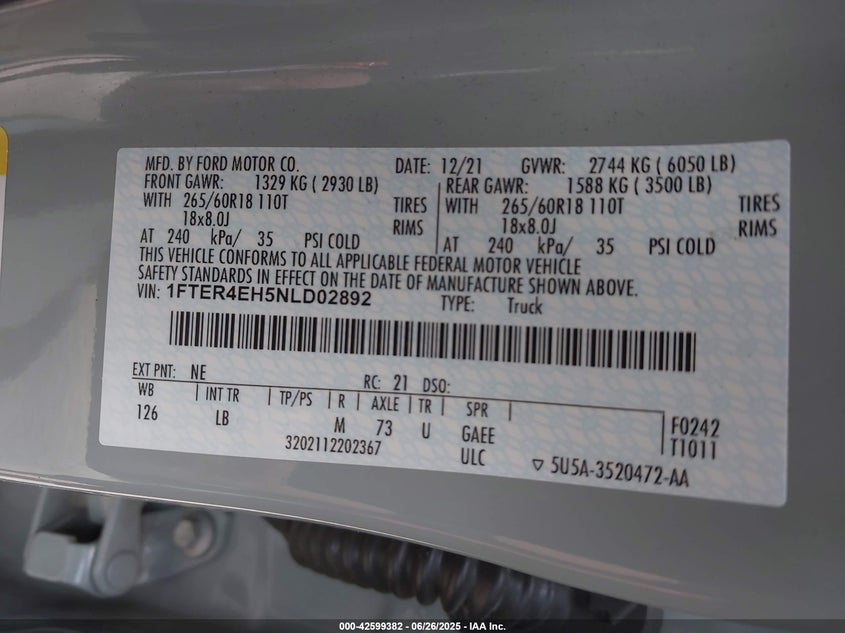 MFD. BY FORD MOTOR CO. DATE: 12/21 GVWR: 2744 KG ( 6050 LB)
FRONT GAWR: 1329 KG ( 2930 LB) REAR GAWR: 1588 KG ( 3500 LB)
WITH 265/60R18 110T TIRES WITH 265/60R18 110T TIRES
18x8.0J RIMS 18x8.0J RIMS
AT 240 kPa/ 35 PSI COLD AT 240 kPa/ 35 PSI COLD
THIS VEHICLE CONFORMS TO ALL APPLICABLE FEDERAL MOTOR VEHICLE
SAFETY STANDARDS IN EFFECT ON THE DATE OF MANUFACTURE SHOWN ABOVE.
VIN: 1FTER4EH5NLD02892 TYPE: Truck
EXT PNT: NE RC: 21 DSO:
WB INT TR TP/PS R AXLE TR SPR
126 LB M 73 U GAEE F0242
3202112202367 ULC T1011
5U5A-3520472-AA
000-42599382 - 06/26/2025 - IAA Inc.